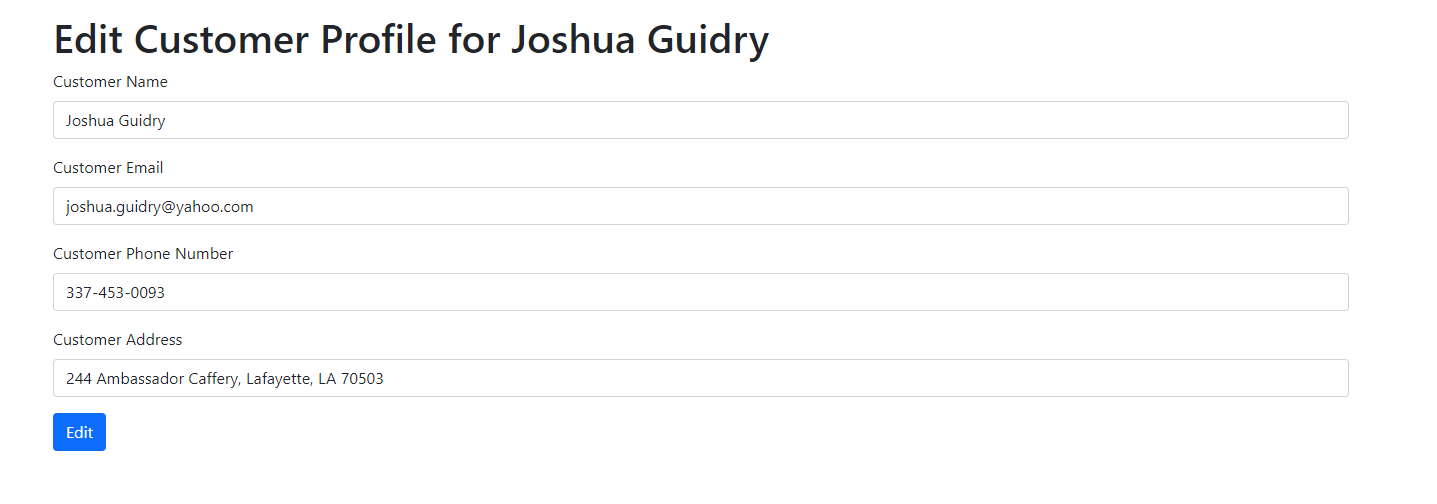 Edit Customer Profile for Joshua Guidry
Customer Name
Joshua Guidry
Customer Email
joshua.guidry@yahoo.com
Customer Phone Number
337-453-0093
Customer Address
244 Ambassador Caffery, Lafayette, LA 70503
Edit